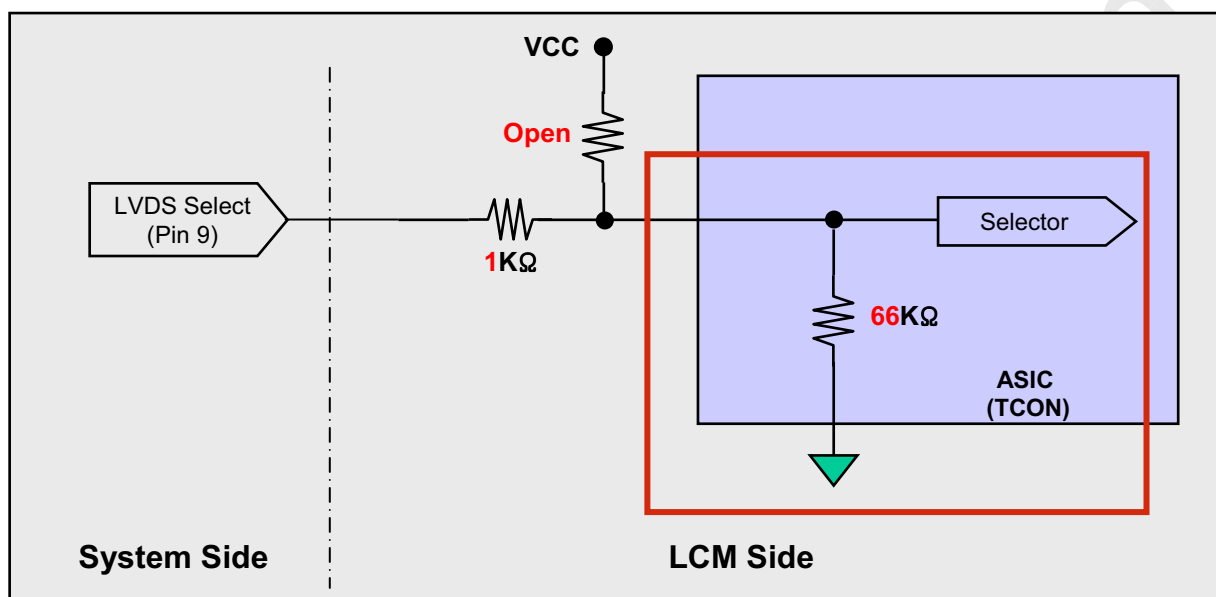 VCC
Open
LVDS Select
(Pin 9)
1KΩ
Selector
66KΩ
ASIC
(TCON)
System Side
LCM Side